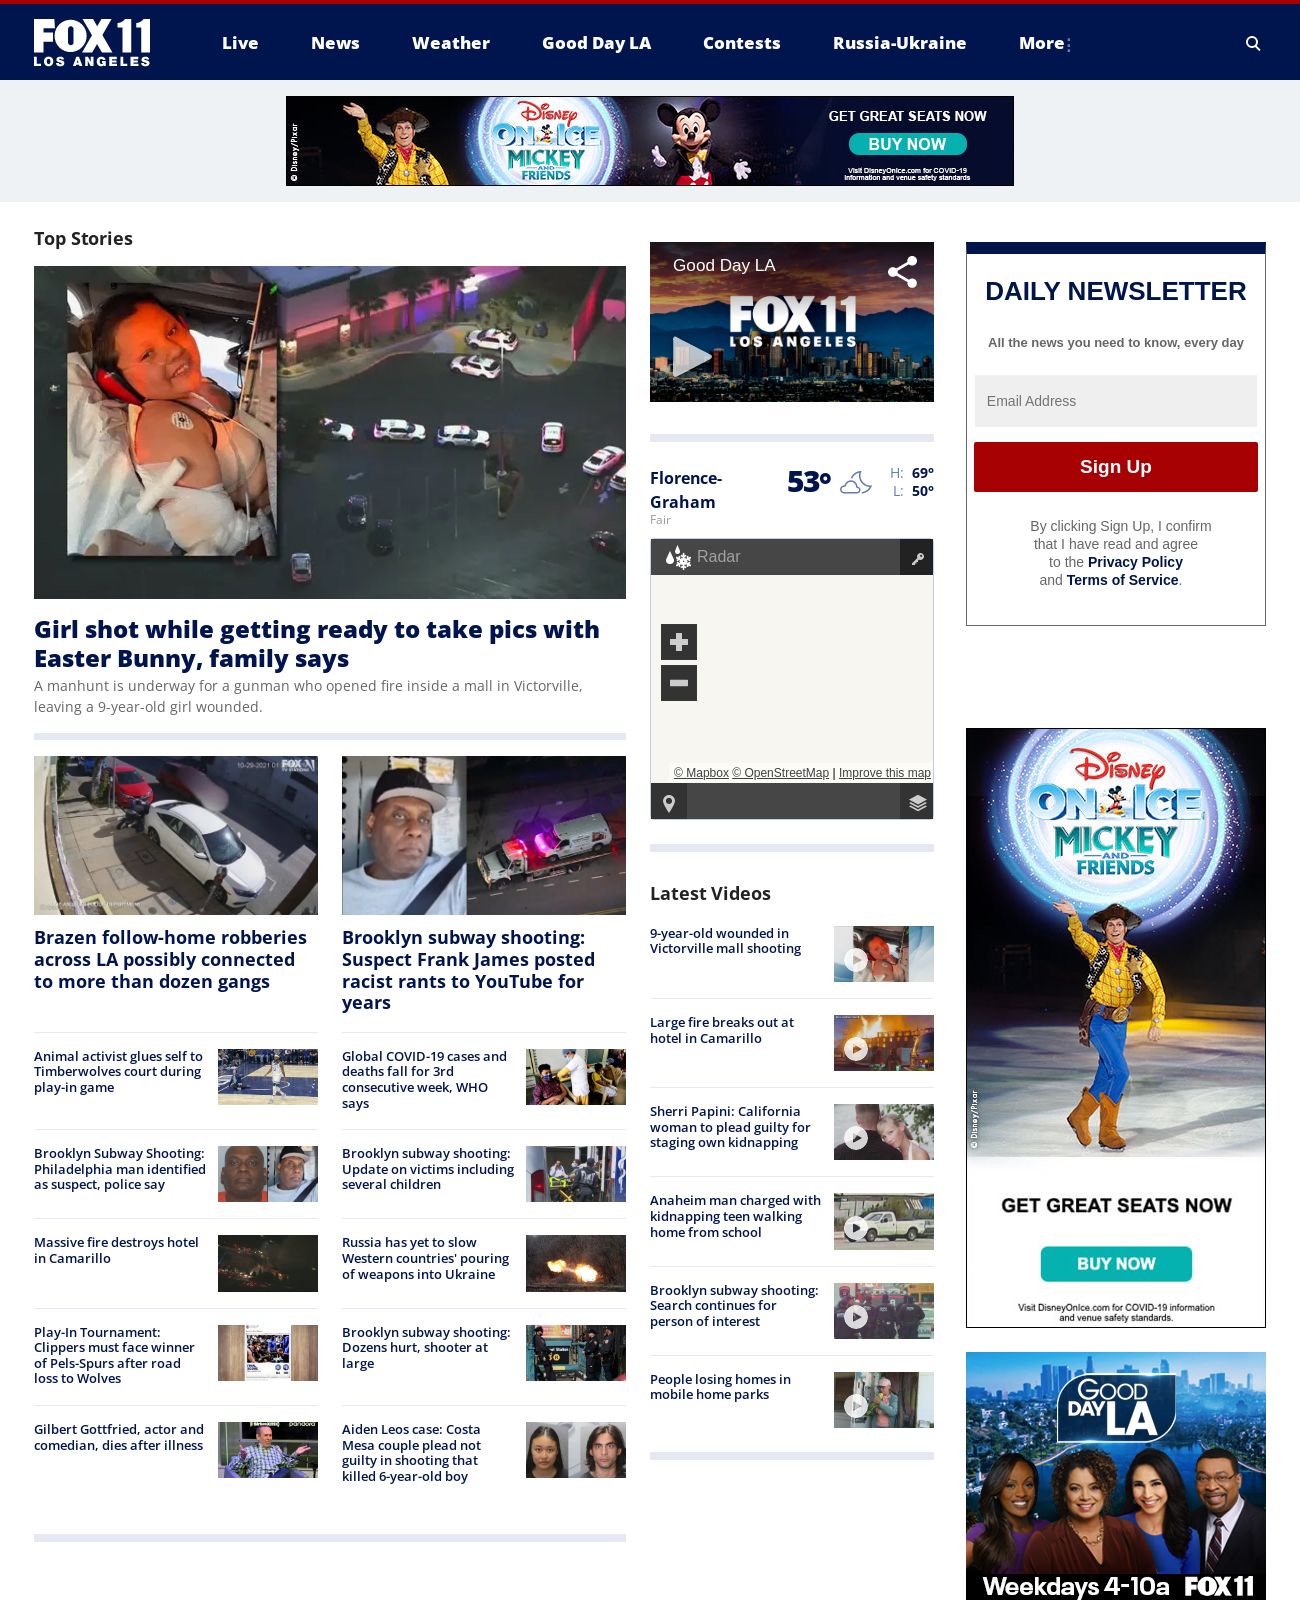 FOX 11
LOS ANGELES
Live
News
Weather
Good Day LA
Contests
Russia-Ukraine
More
© Disney/Pixar
Disney
ON ICE
MICKEY
AND
FRIENDS
GET GREAT SEATS NOW
BUY NOW
Visit DisneyOnIce.com for COVID-19
information and venue safety standards
Top Stories
Girl shot while getting ready to take pics with
Easter Bunny, family says
A manhunt is underway for a gunman who opened fire inside a mall in Victorville,
leaving a 9-year-old girl wounded.
10-29-2021
FOX 11
Brazen follow-home robberies
across LA possibly connected
to more than dozen gangs
Brooklyn subway shooting:
Suspect Frank James posted
racist rants to YouTube for
years
Animal activist glues self to
Timberwolves court during
play-in game
Global COVID-19 cases and
deaths fall for 3rd
consecutive week, WHO
says
Brooklyn Subway Shooting:
Philadelphia man identified
as suspect, police say
Brooklyn subway shooting:
Update on victims including
several children
Massive fire destroys hotel
in Camarillo
Russia has yet to slow
Western countries' pouring
of weapons into Ukraine
Play-In Tournament:
Clippers must face winner
of Pels-Spurs after road
loss to Wolves
Brooklyn subway shooting:
Dozens hurt, shooter at
large
Gilbert Gottfried, actor and
comedian, dies after illness
pandora
Aiden Leos case: Costa
Mesa couple plead not
guilty in shooting that
killed 6-year-old boy
Good Day LA
FOX 11
LOS ANGELES
Florence-
Graham
Fair
53°
H: 69°
L: 50°
Radar
© Mapbox © OpenStreetMap | Improve this map
Latest Videos
9-year-old wounded in
Victorville mall shooting
Large fire breaks out at
hotel in Camarillo
Sherri Papini: California
woman to plead guilty for
staging own kidnapping
Anaheim man charged with
kidnapping teen walking
home from school
Brooklyn subway shooting:
Search continues for
person of interest
People losing homes in
mobile home parks
DAILY NEWSLETTER
All the news you need to know, every day
Email Address
Sign Up
By clicking Sign Up, I confirm
that I have read and agree
to the Privacy Policy
and Terms of Service.
Disney
ON ICE
MICKEY
AND
FRIENDS
© Disney/Pixar
GET GREAT SEATS NOW
BUY NOW
Visit DisneyOnIce.com for COVID-19 information
and venue safety standards.
GOOD
DAY LA
Weekdays 4-10a FOX 11